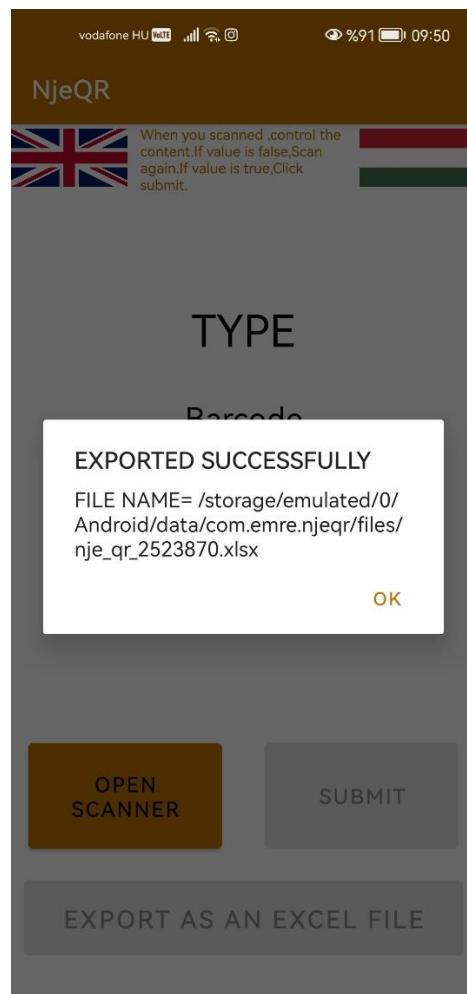 vodafone HU VoLTE %91 09:50
NjeQR
When you scanned ,control the
content.If value is false,Scan
again.If value is true,Click
submit.
TYPE
Barcode
EXPORTED SUCCESSFULLY
FILE NAME= /storage/emulated/0/
Android/data/com.emre.njeqr/files/
nje_qr_2523870.xlsx
OK
OPEN
SCANNER
SUBMIT
EXPORT AS AN EXCEL FILE